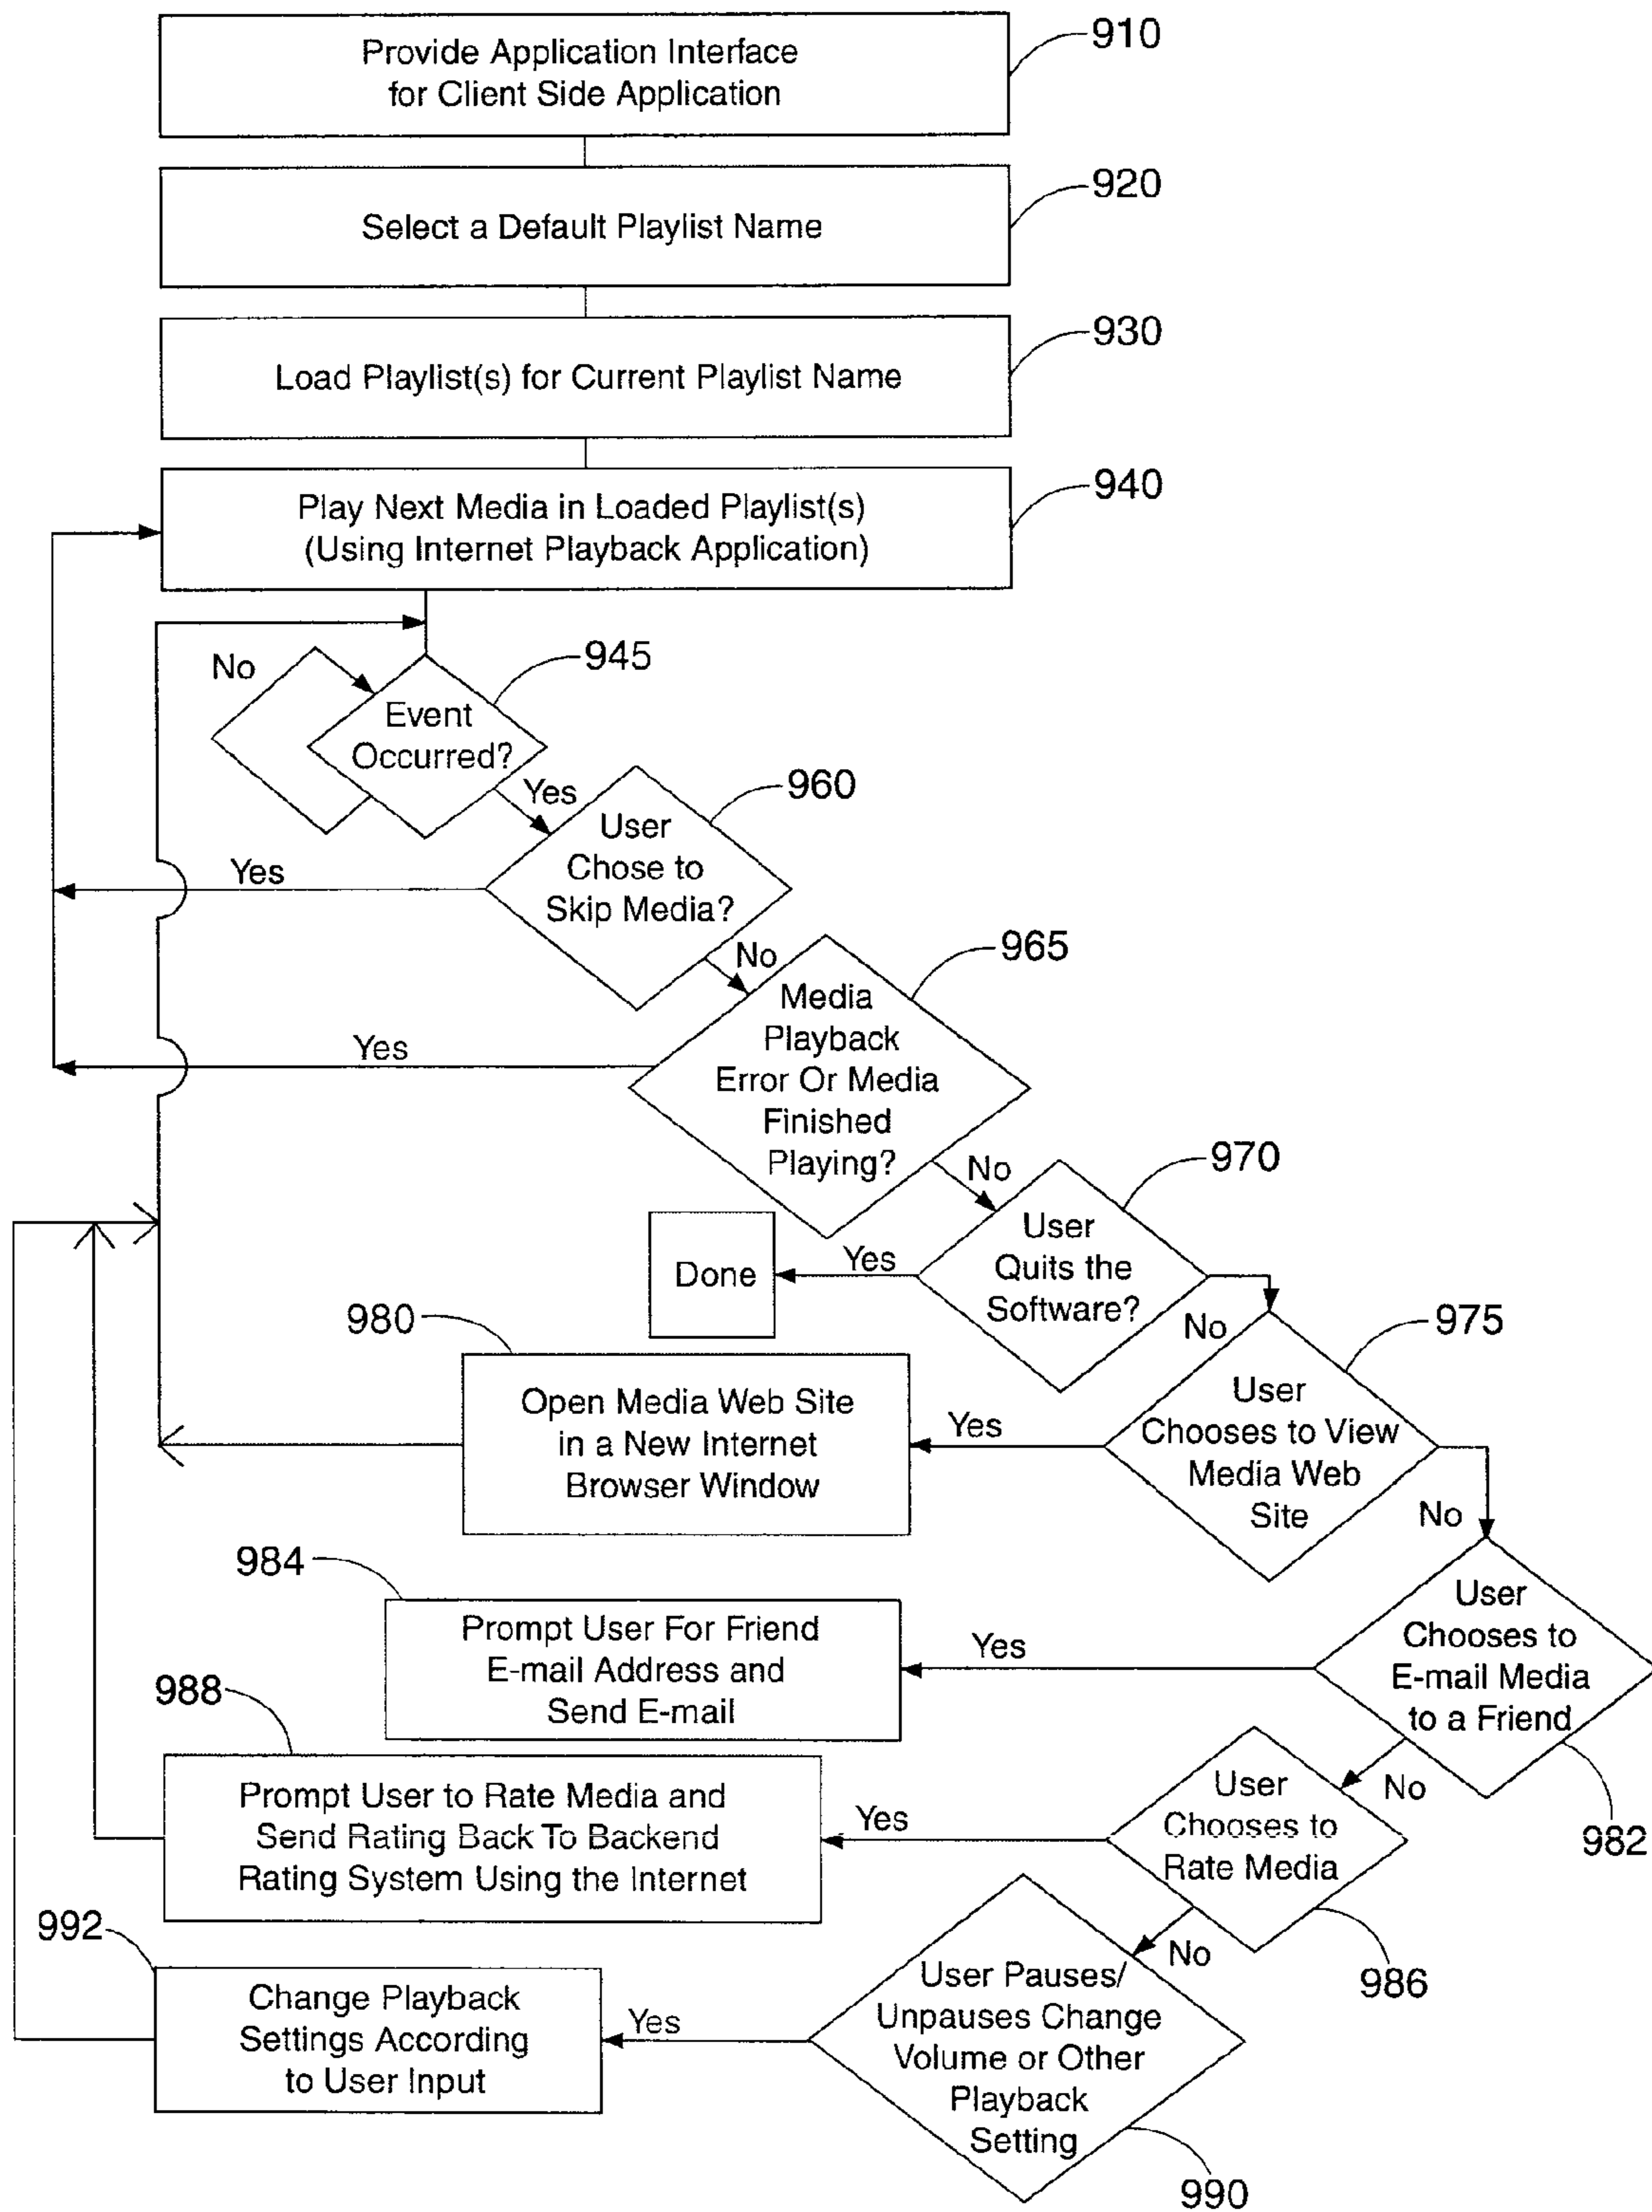 Provide Application Interface
for Client Side Application
910
Select a Default Playlist Name
920
Load Playlist(s) for Current Playlist Name
930
Play Next Media in Loaded Playlist(s)
(Using Internet Playback Application)
940
No
Event
Occurred?
945
Yes
User
Chose to
Skip Media?
960
Yes
No
Media
Playback
Error Or Media
Finished
Playing?
965
Yes
No
User
Quits the
Software?
970
Yes
Done
No
User
Chooses to View
Media Web
Site
975
Yes
980
Open Media Web Site
in a New Internet
Browser Window
No
User
Chooses to
E-mail Media
to a Friend
982
Yes
984
Prompt User For Friend
E-mail Address and
Send E-mail
No
User
Chooses to
Rate Media
986
Yes
988
Prompt User to Rate Media and
Send Rating Back To Backend
Rating System Using the Internet
No
User Pauses/
Unpauses Change
Volume or Other
Playback
Setting
990
Yes
992
Change Playback
Settings According
to User Input